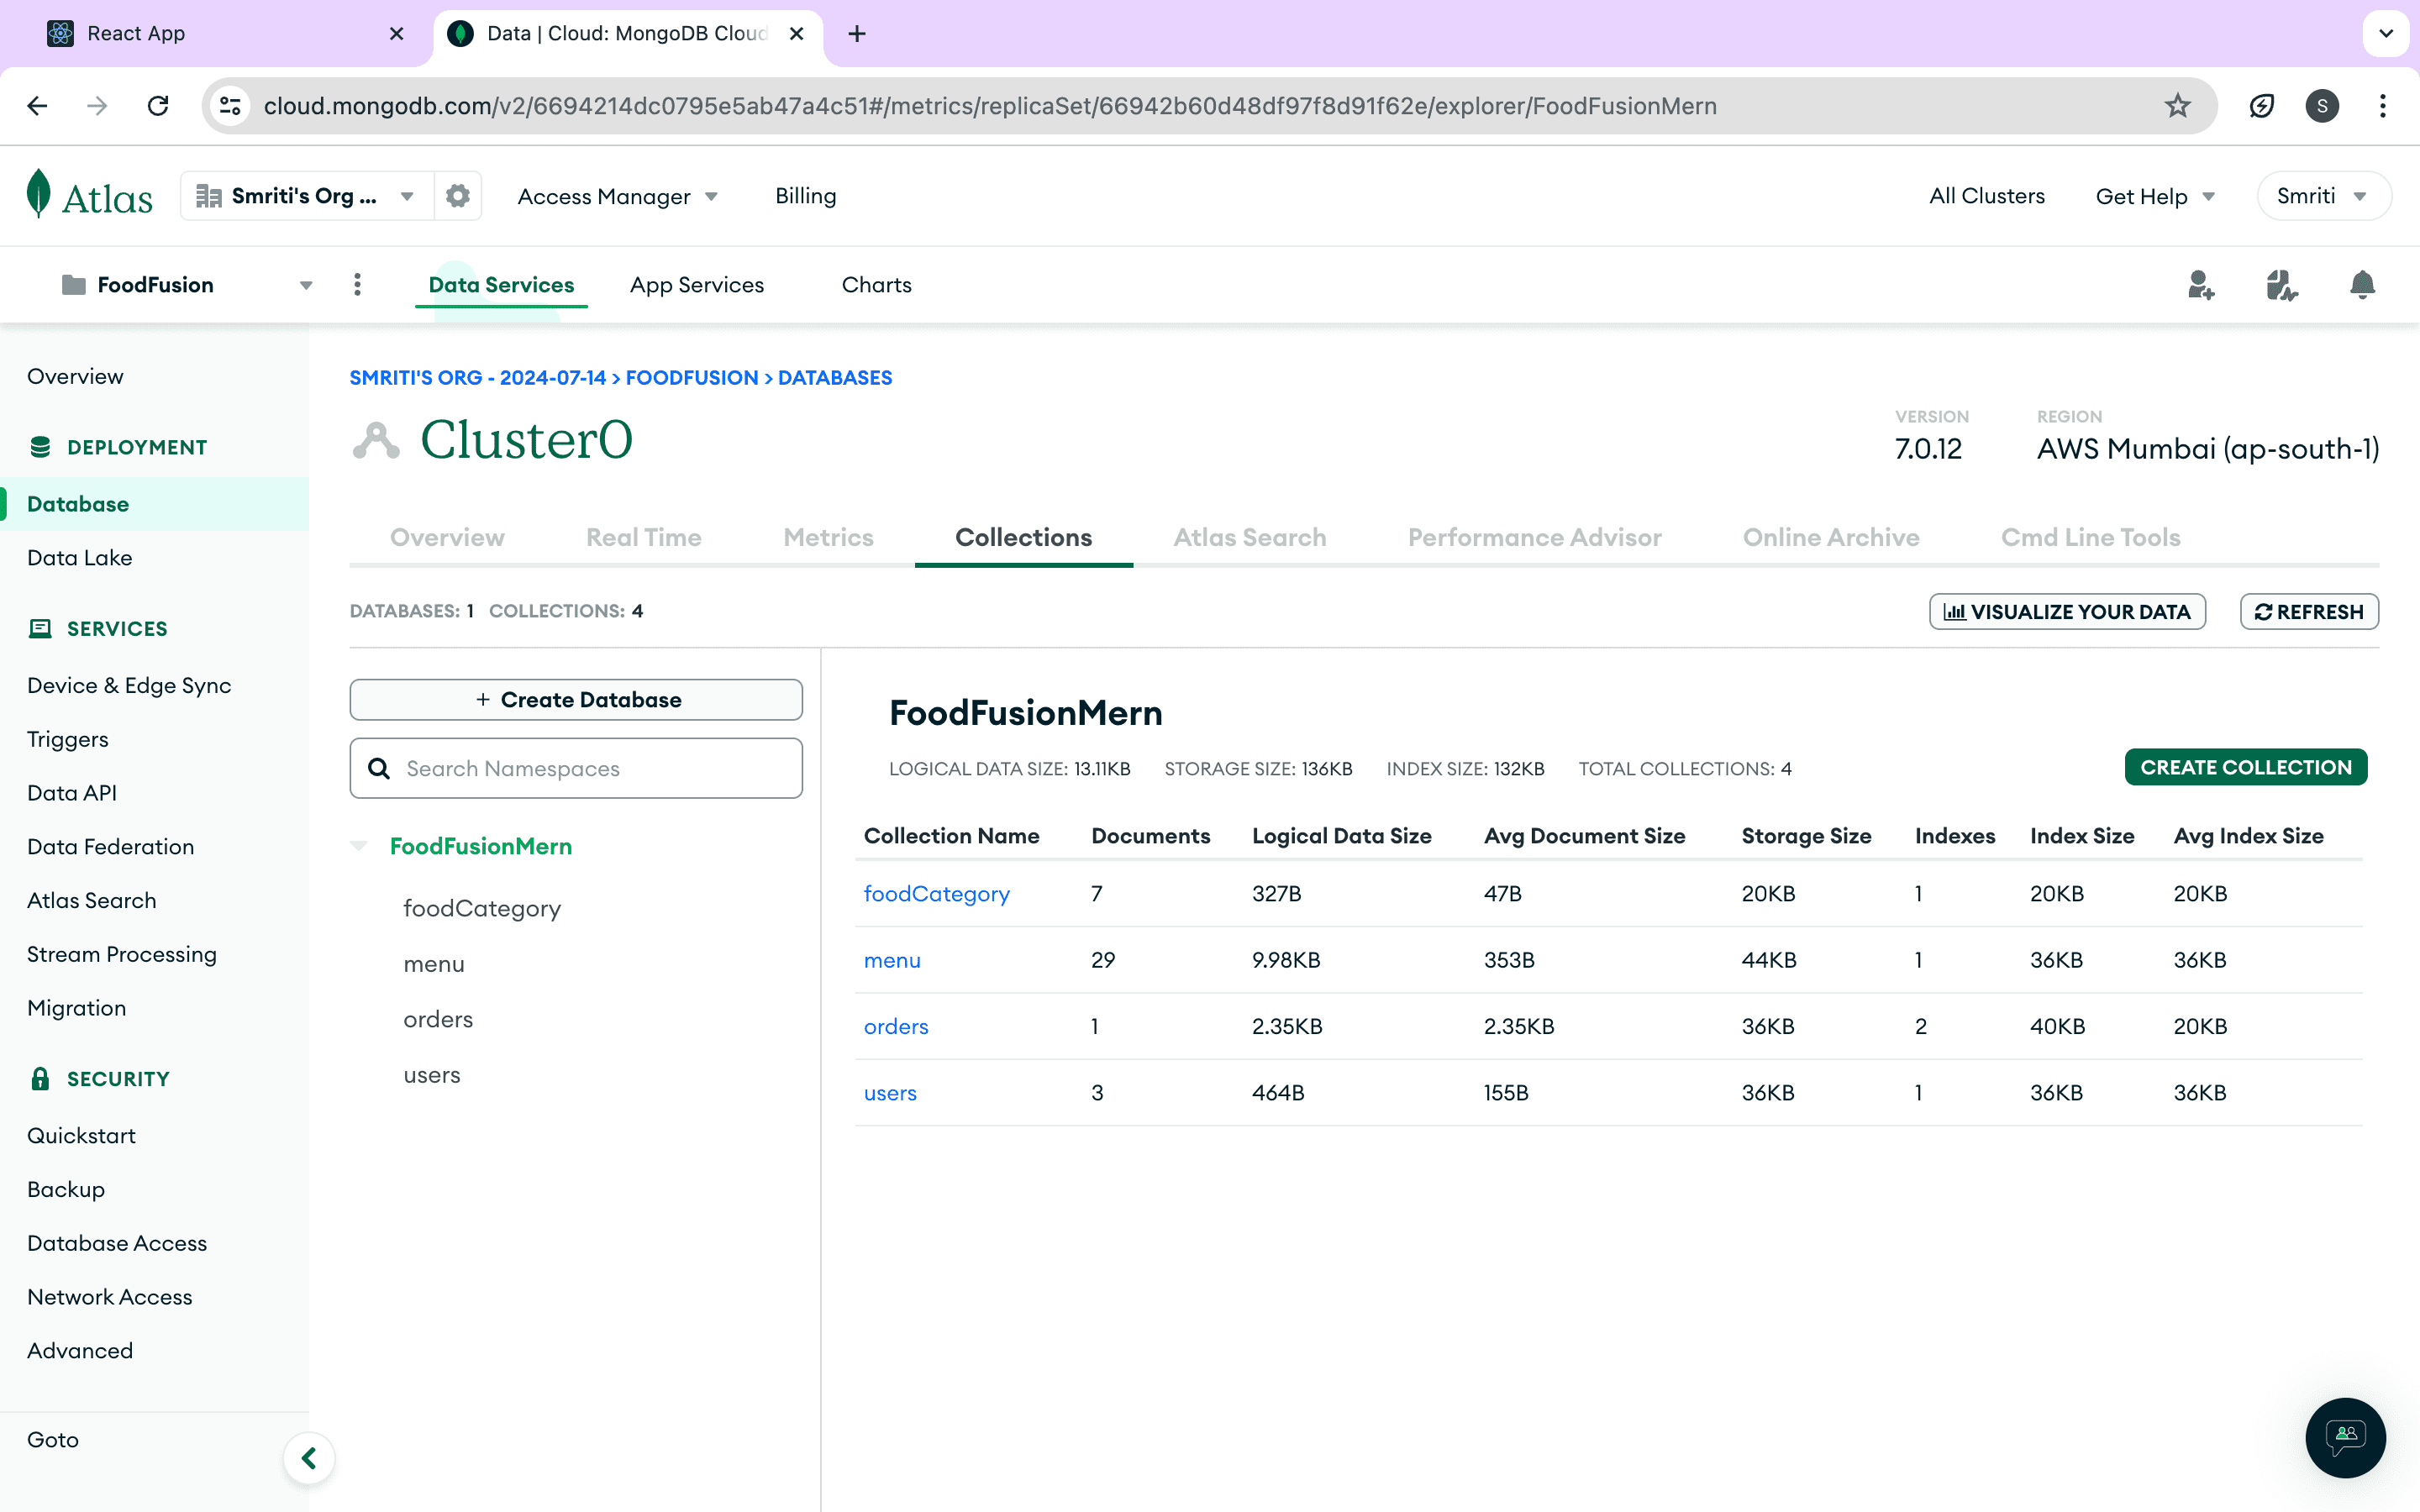 React App
Data | Cloud: MongoDB Cloud
cloud.mongodb.com/v2/6694214dc0795e5ab47a4c51#/metrics/replicaSet/66942b60d48df97f8d91f62e/explorer/FoodFusionMern
S
Atlas
Smriti's Org ...
Access Manager
Billing
All Clusters
Get Help
Smriti
FoodFusion
Data Services
App Services
Charts
Overview
DEPLOYMENT
Database
Data Lake
SERVICES
Device & Edge Sync
Triggers
Data API
Data Federation
Atlas Search
Stream Processing
Migration
SECURITY
Quickstart
Backup
Database Access
Network Access
Advanced
Goto
SMRITI'S ORG - 2024-07-14 > FOODFUSION > DATABASES
Cluster0
VERSION
7.0.12
REGION
AWS Mumbai (ap-south-1)
Overview
Real Time
Metrics
Collections
Atlas Search
Performance Advisor
Online Archive
Cmd Line Tools
DATABASES: 1 COLLECTIONS: 4
VISUALIZE YOUR DATA
REFRESH
+ Create Database
Search Namespaces
FoodFusionMern
foodCategory
menu
orders
users
FoodFusionMern
LOGICAL DATA SIZE: 13.11KB STORAGE SIZE: 136KB INDEX SIZE: 132KB TOTAL COLLECTIONS: 4
CREATE COLLECTION
Collection Name Documents Logical Data Size Avg Document Size Storage Size Indexes Index Size Avg Index Size
foodCategory 7 327B 47B 20KB 1 20KB 20KB
menu 29 9.98KB 353B 44KB 1 36KB 36KB
orders 1 2.35KB 2.35KB 36KB 2 40KB 20KB
users 3 464B 155B 36KB 1 36KB 36KB